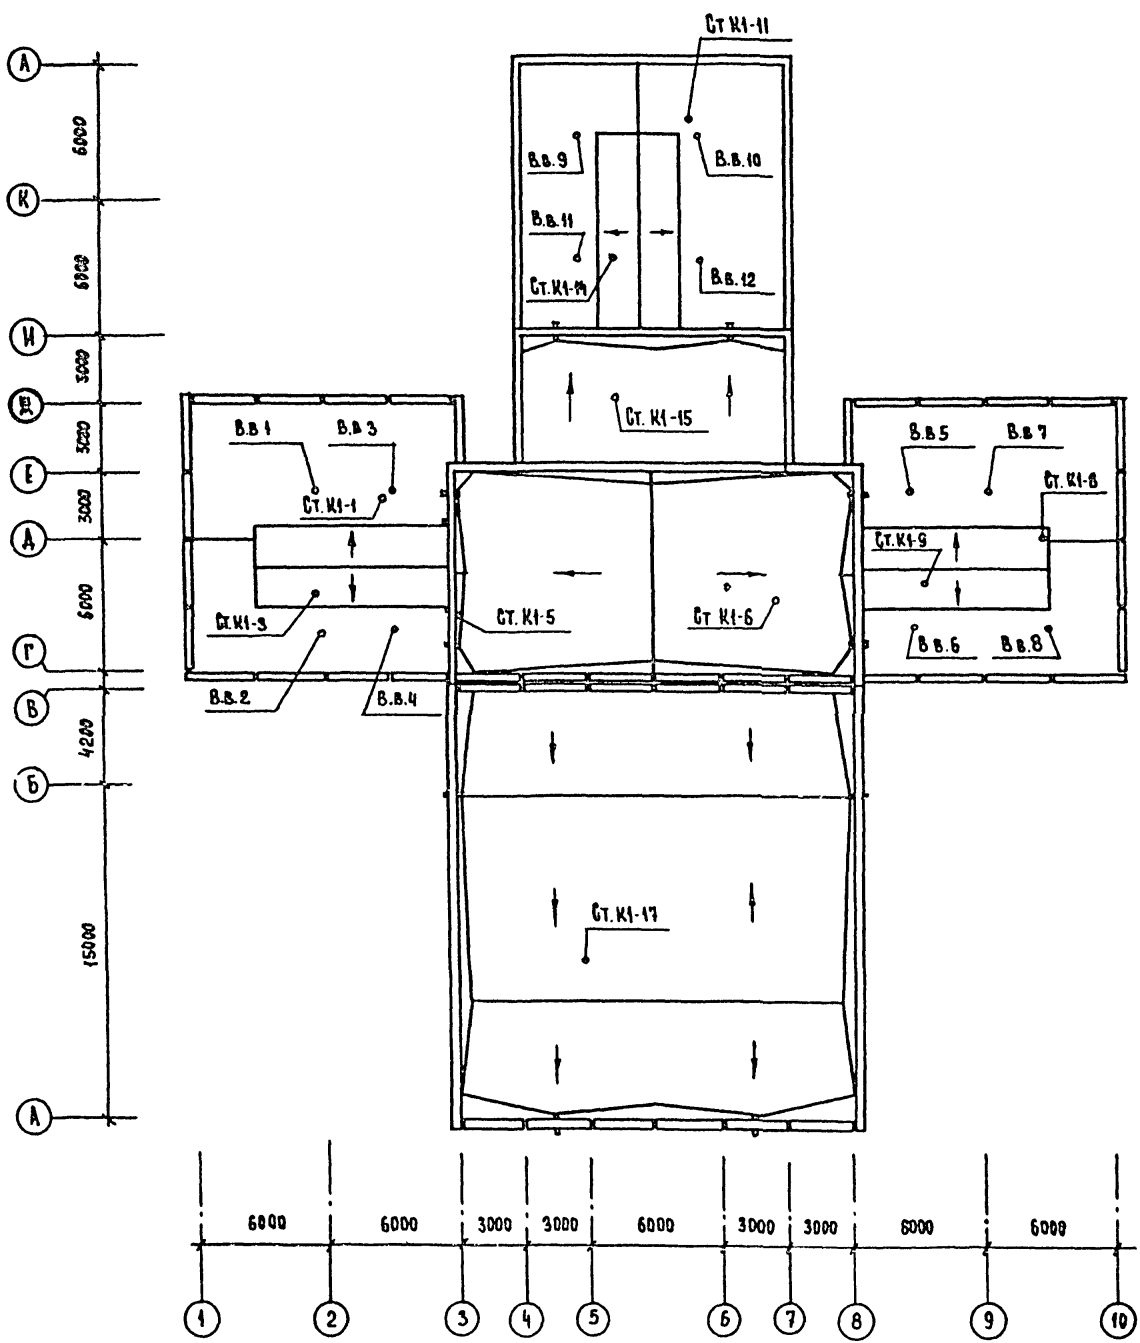 Ст К1-11
А
6000
В.в.9
В.в.10
К
В.в.11
6000
Ст.К1-14
В.в.12
И
3000
Ст. К1-15
3000
В.в 1
В.в 3
В.в 5
В.в 7
Е
Ст. К1-1
Ст. К1-8
3000
Д
Ст. К1-9
6000
Ст.К1-3
Ст. К1-5
Ст К1-6
В в.6
В в.8
Г
В.в.2
В.в.4
В
4200
Б
Ст. К1-17
15000
А
6000
6000
3000
3000
6000
3000
3000
6000
6000
1
2
3
4
5
6
7
8
9
10